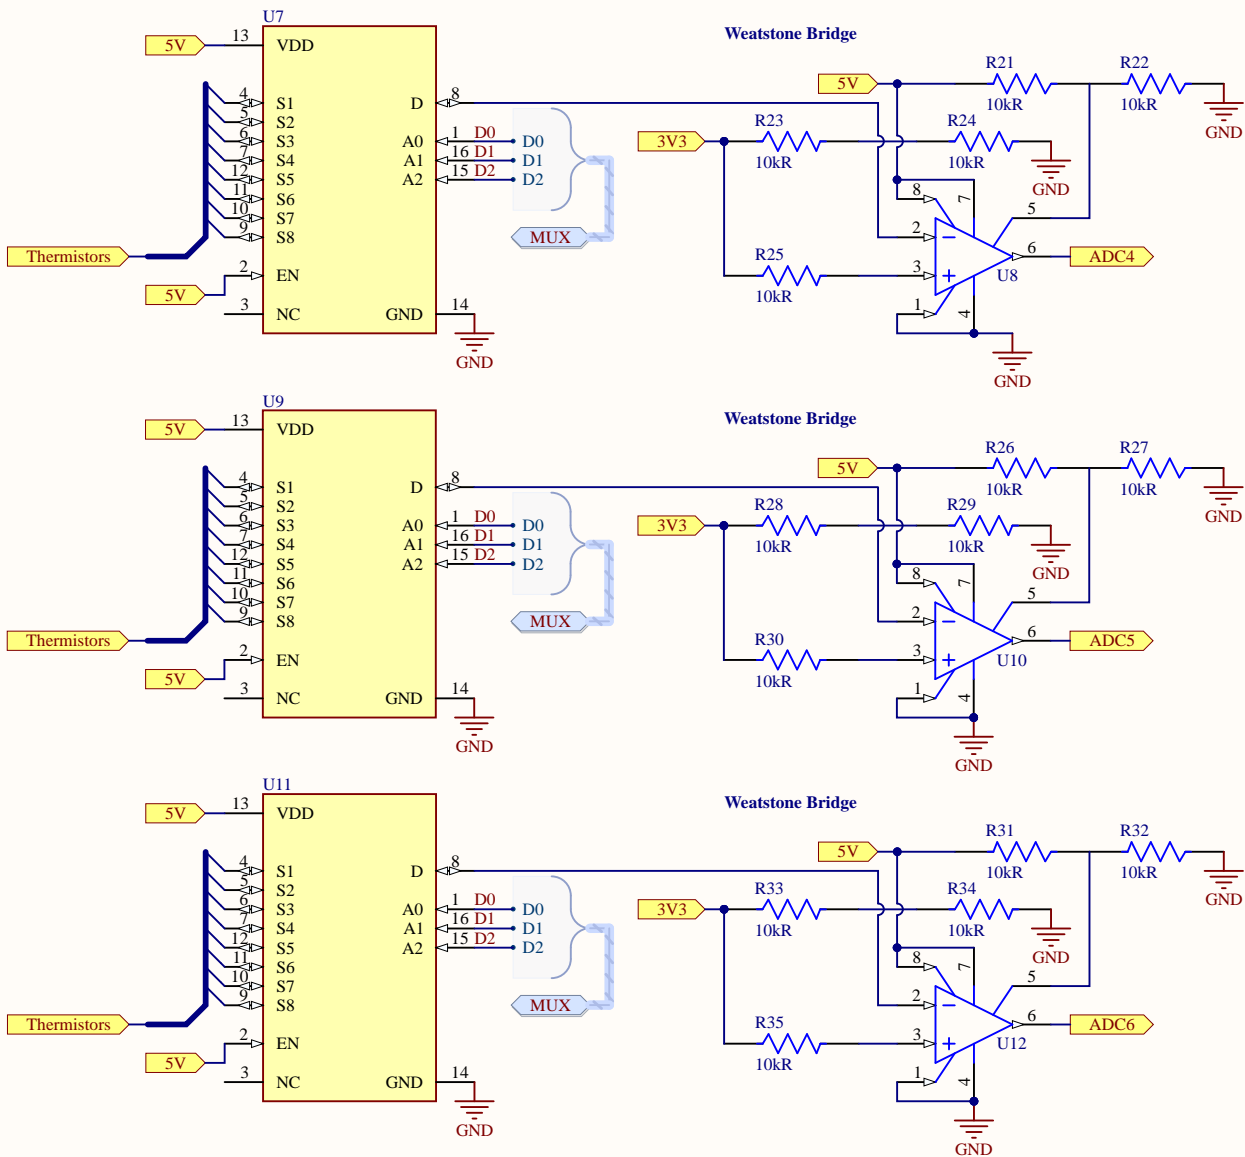 U7
Weatstone Bridge
5V 13 VDD
R21 R22
5V
10kR 10kR
GND
4 S1 D 8
5 S2
6 S3 A0 1 D0 D0
7 S4 A1 16 D1 D1
12 S5 A2 15 D2 D2
11 S6
10 S7
9 S8
MUX
R23 R24
3V3
10kR 10kR
GND
8 7
5
2
6 ADC4
R25
3
10kR
U8
1 4
GND
Thermistors
2 EN
5V
3 NC GND 14
GND
U9
Weatstone Bridge
5V 13 VDD
R26 R27
5V
10kR 10kR
GND
4 S1 D 8
5 S2
6 S3 A0 1 D0 D0
7 S4 A1 16 D1 D1
12 S5 A2 15 D2 D2
11 S6
10 S7
9 S8
MUX
R28 R29
3V3
10kR 10kR
GND
8 7
5
2
6 ADC5
R30
3
10kR
U10
1 4
GND
Thermistors
2 EN
5V
3 NC GND 14
GND
U11
Weatstone Bridge
5V 13 VDD
R31 R32
5V
10kR 10kR
GND
4 S1 D 8
5 S2
6 S3 A0 1 D0 D0
7 S4 A1 16 D1 D1
12 S5 A2 15 D2 D2
11 S6
10 S7
9 S8
MUX
R33 R34
3V3
10kR 10kR
GND
8 7
5
2
6 ADC6
R35
3
10kR
U12
1 4
GND
Thermistors
2 EN
5V
3 NC GND 14
GND